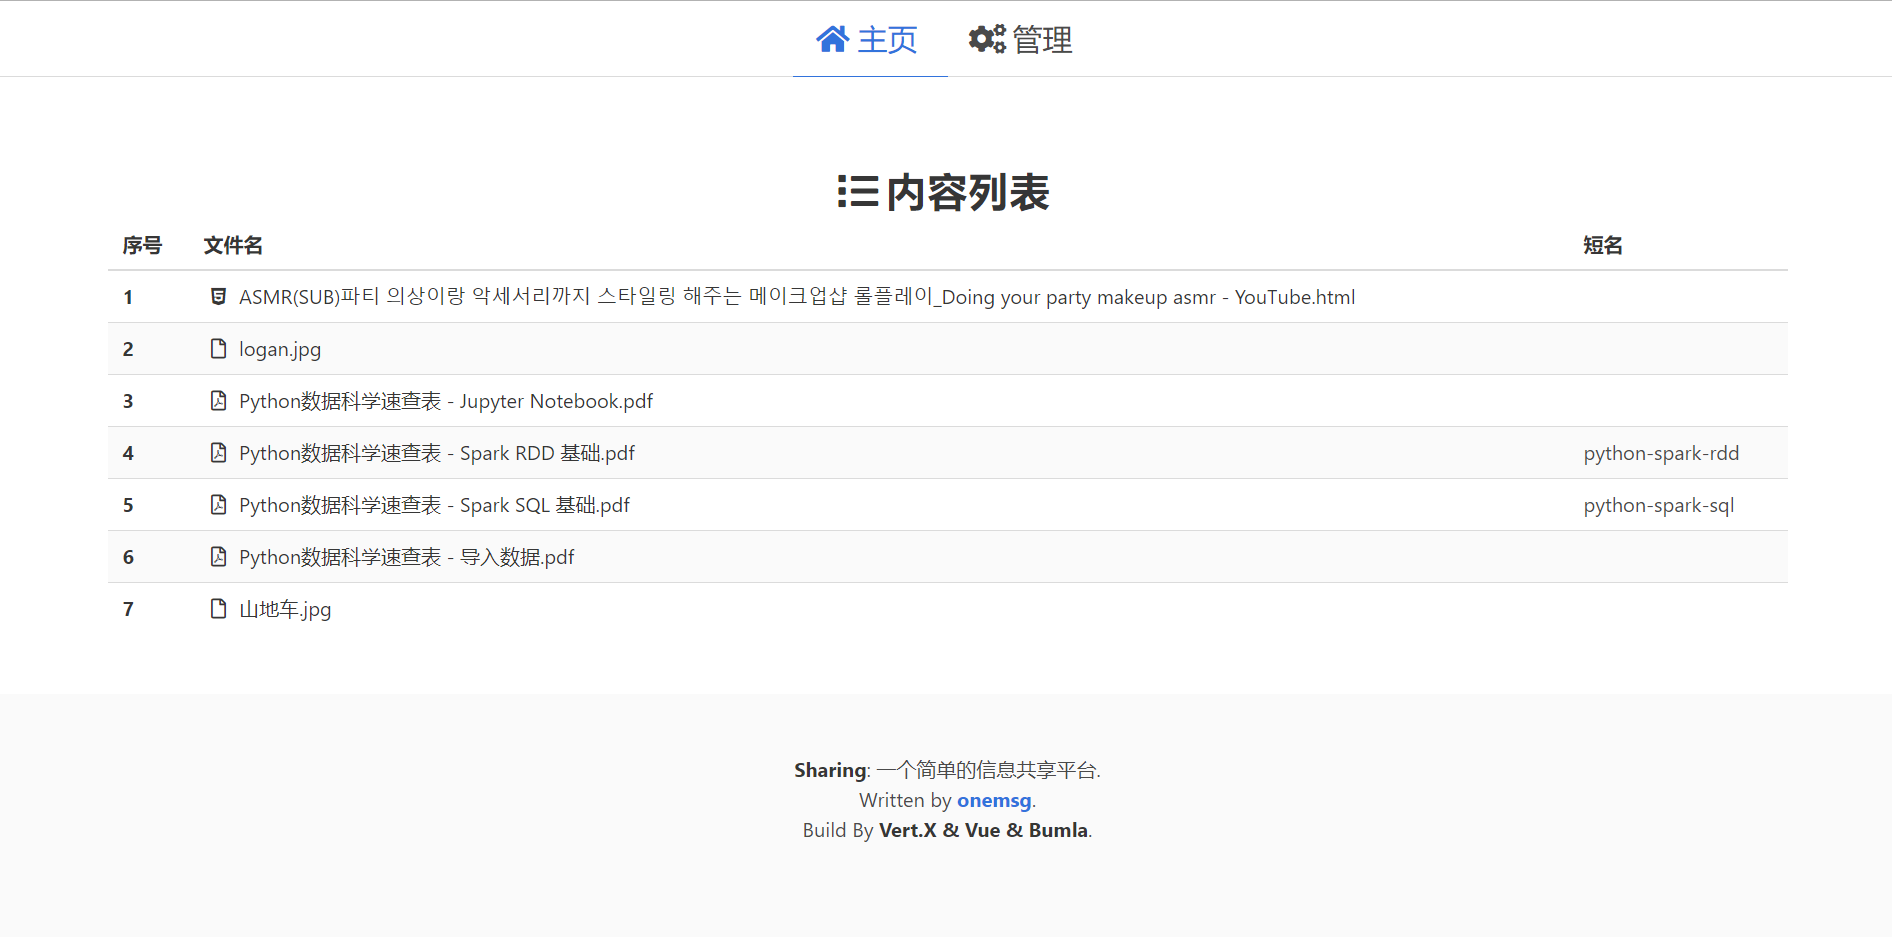 主页 管理
内容列表
序号 文件名 短名
1 ASMR(SUB)파티 의상이랑 악세서리까지 스타일링 해주는 메이크업샵 롤플레이_Doing your party makeup asmr - YouTube.html
2 logan.jpg
3 Python数据科学速查表 - Jupyter Notebook.pdf
4 Python数据科学速查表 - Spark RDD 基础.pdf python-spark-rdd
5 Python数据科学速查表 - Spark SQL 基础.pdf python-spark-sql
6 Python数据科学速查表 - 导入数据.pdf
7 山地车.jpg
Sharing: 一个简单的信息共享平台.
Written by onemsg.
Build By Vert.X & Vue & Bumla.